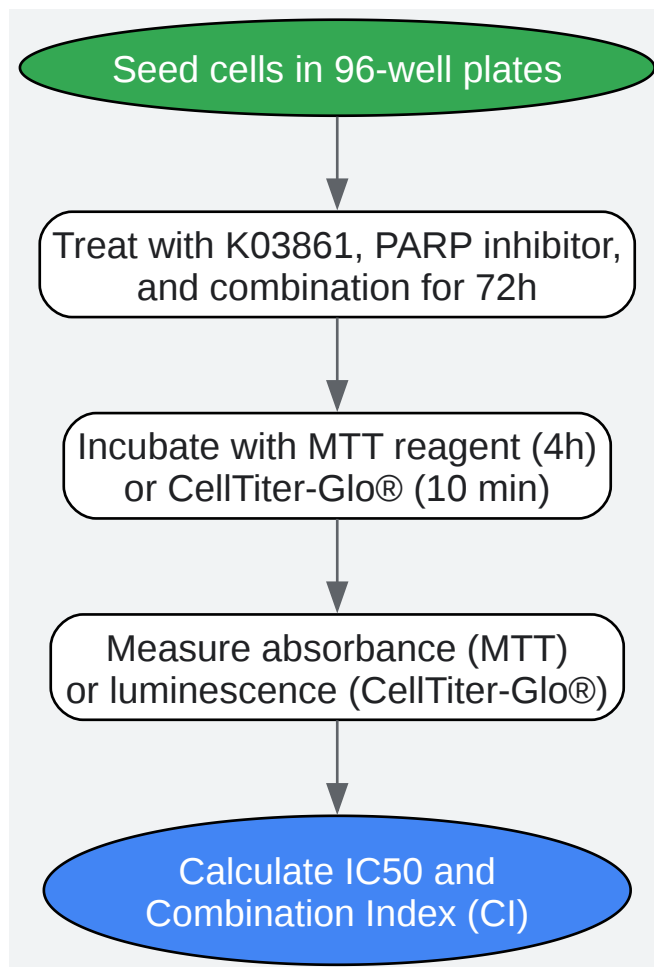 Seed cells in 96-well plates
Treat with K03861, PARP inhibitor,
and combination for 72h
Incubate with MTT reagent (4h)
or CellTiter-Glo® (10 min)
Measure absorbance (MTT)
or luminescence (CellTiter-Glo®)
Calculate IC50 and
Combination Index (CI)